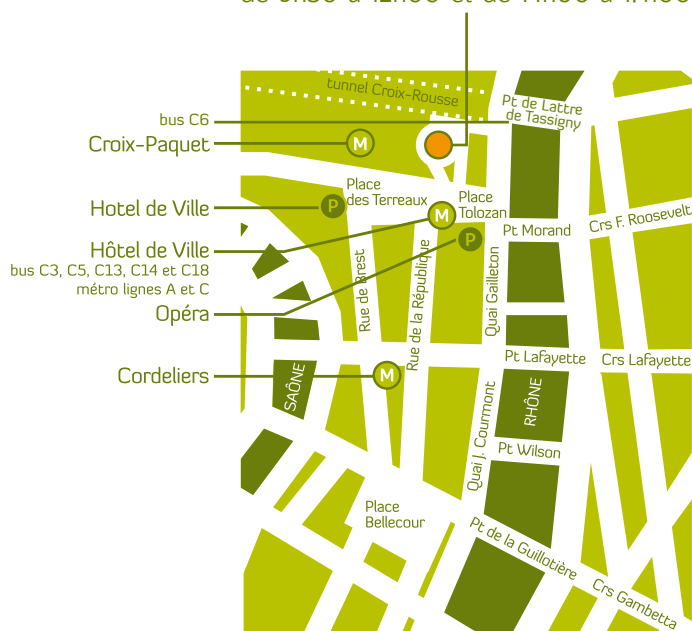 tunnel Croix-Rousse
Pt de Lattre
de Tassigny
bus C6
Croix-Paquet
M
Place
des Terreaux
Place
Tolozan
Hotel de Ville
P
M
Crs F. Roosevelt
Pt Morand
P
Hôtel de Ville
bus C3, C5, C13, C14 et C18
métro lignes A et C
Opéra
Rue de Brest
Rue de la République
Quai Gailleton
Pt Lafayette
Crs Lafayette
Cordeliers
M
SAÔNE
RHÔNE
Quai J. Courmont
Pt Wilson
Place
Bellecour
Pt de la Guillotière
Crs Gambetta